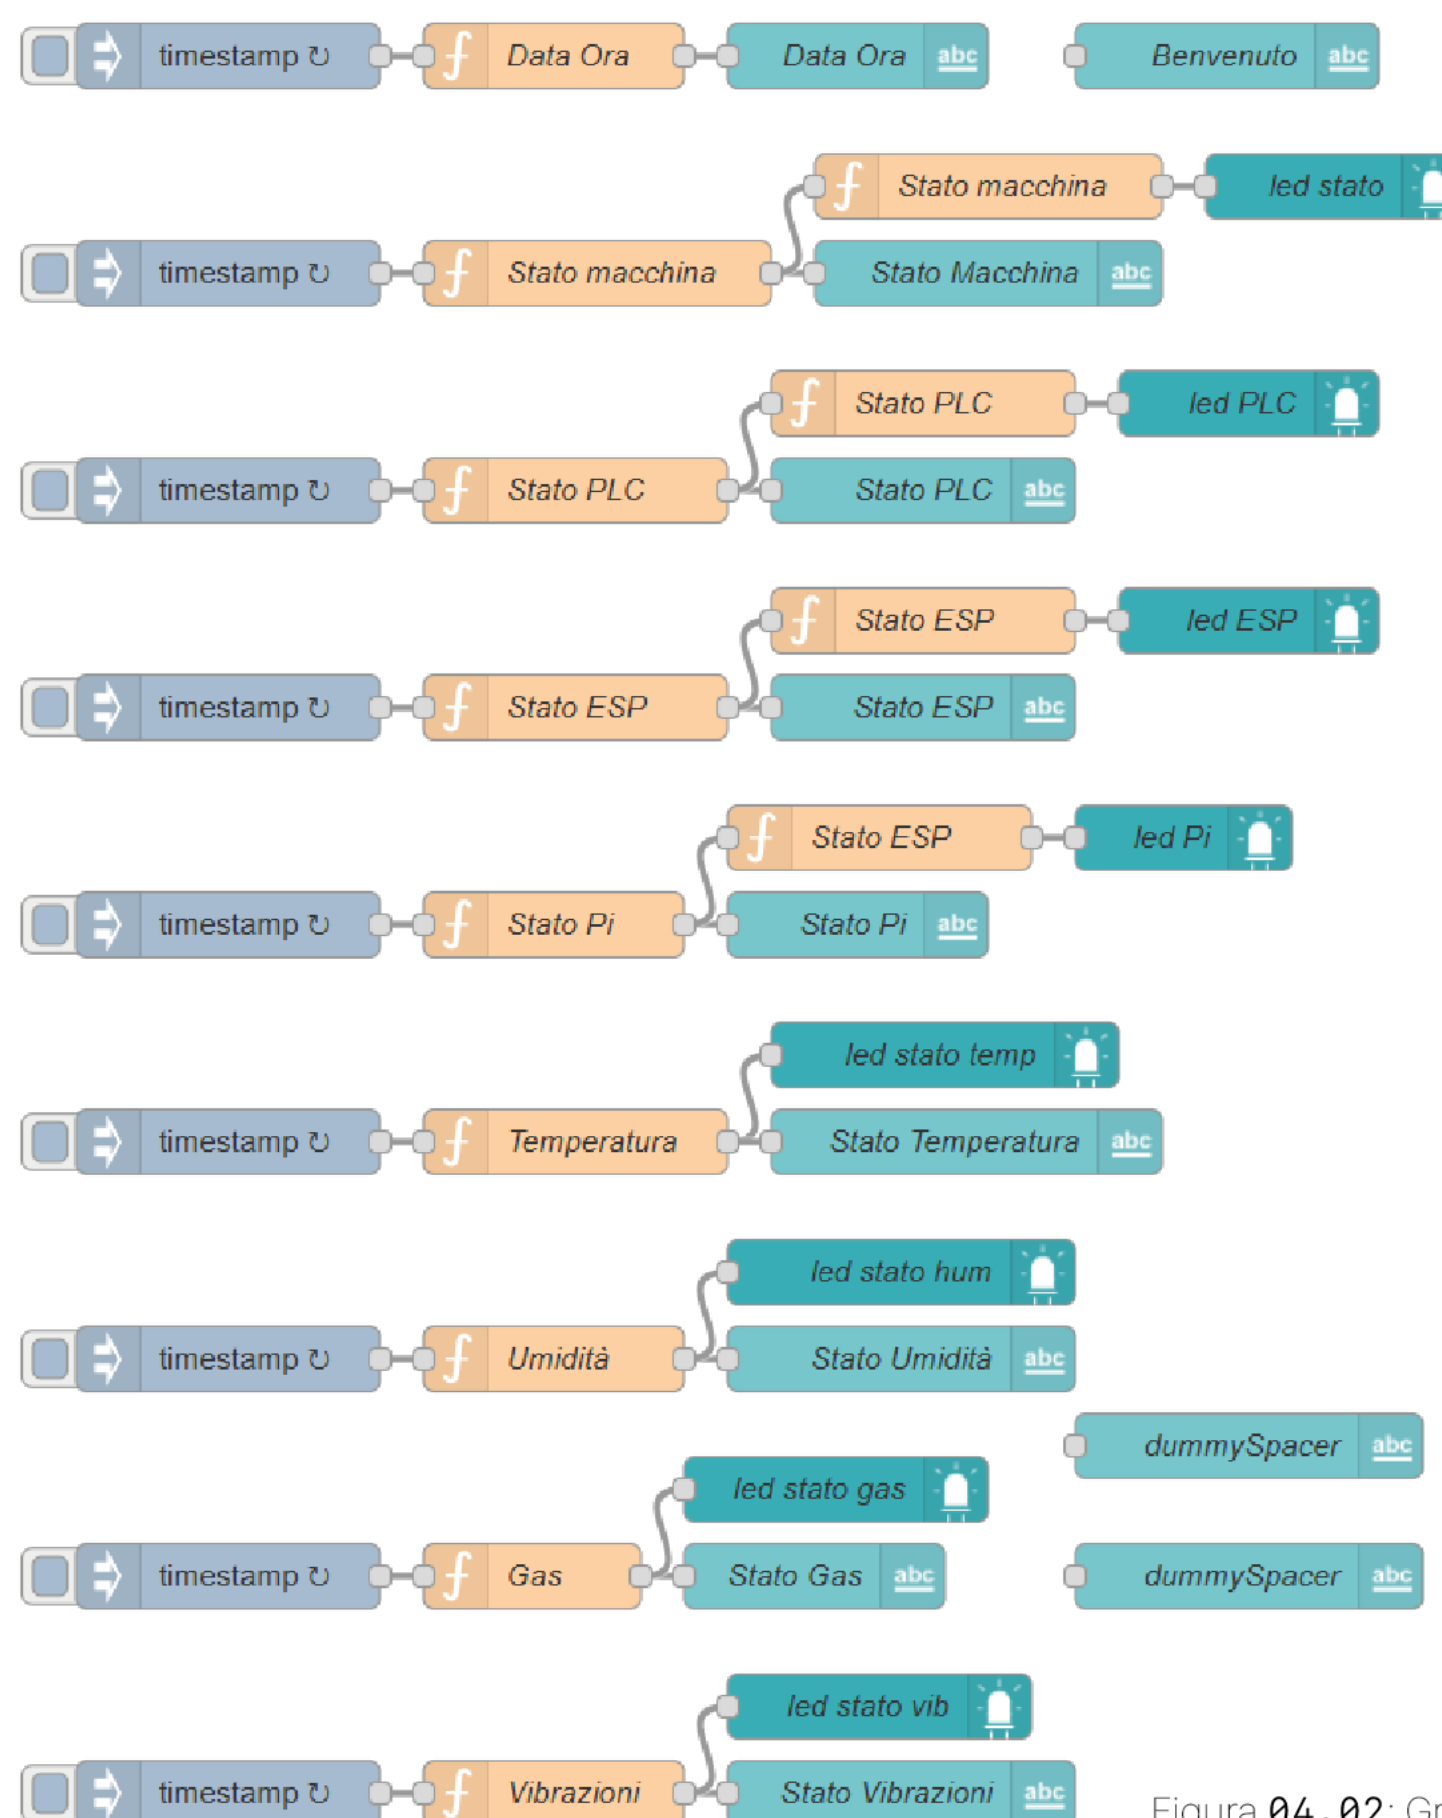 timestamp ↻ Data Ora Data Ora abc Benvenuto abc
Stato macchina led stato
timestamp ↻ Stato macchina Stato Macchina abc
Stato PLC led PLC
timestamp ↻ Stato PLC Stato PLC abc
Stato ESP led ESP
timestamp ↻ Stato ESP Stato ESP abc
Stato ESP led Pi
timestamp ↻ Stato Pi Stato Pi abc
led stato temp
timestamp ↻ Temperatura Stato Temperatura abc
led stato hum
timestamp ↻ Umidità Stato Umidità abc
dummySpacer abc
led stato gas
timestamp ↻ Gas Stato Gas abc dummySpacer abc
led stato vib
timestamp ↻ Vibrazioni Stato Vibrazioni abc
Figura 04.02: Gr